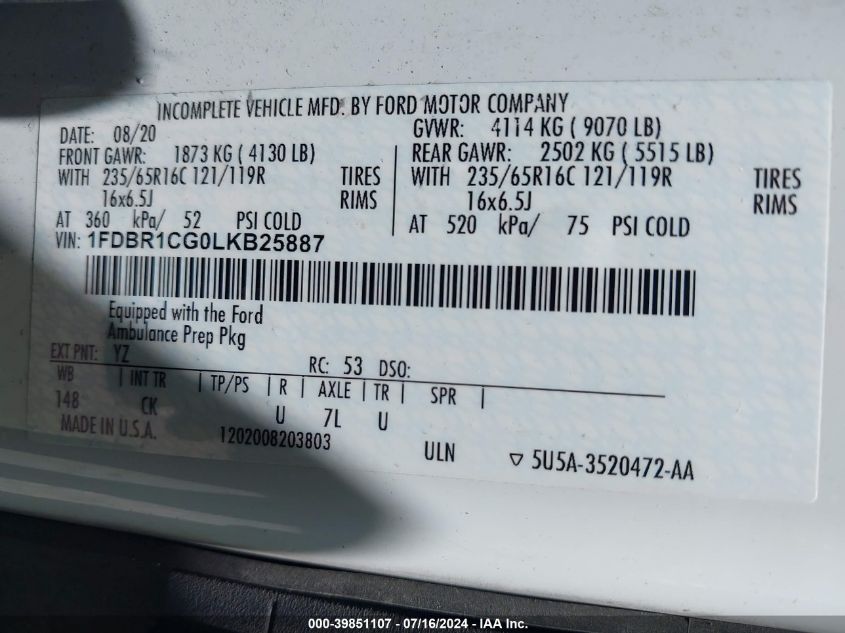 INCOMPLETE VEHICLE MFD. BY FORD MOTOR COMPANY
DATE: 08/20
GVWR: 4114 KG ( 9070 LB)
FRONT GAWR: 1873 KG ( 4130 LB)
REAR GAWR: 2502 KG ( 5515 LB)
WITH 235/65R16C 121/119R TIRES
WITH 235/65R16C 121/119R TIRES
16x6.5J RIMS
16x6.5J RIMS
AT 360 kPa/ 52 PSI COLD
AT 520 kPa/ 75 PSI COLD
VIN: 1FDBR1CG0LKB25887
Equipped with the Ford
Ambulance Prep Pkg
EXT PNT: YZ RC: 53 DSO:
WB | INT TR | TP/PS | R | AXLE | TR | SPR |
148 CK U 7L U
MADE IN U.S.A. 1202008203803 ULN ▽ 5U5A-3520472-AA
000-39851107 - 07/16/2024 - IAA Inc.